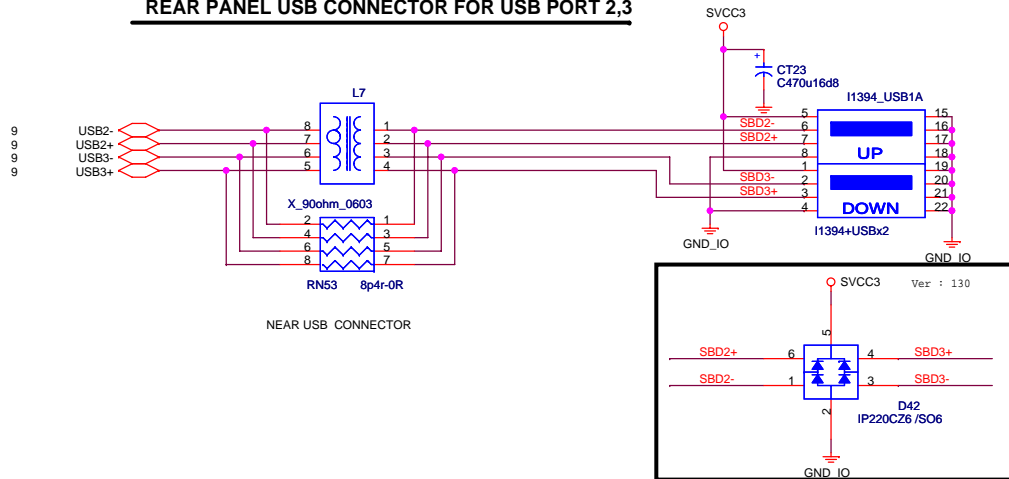 REAR PANEL USB CONNECTOR FOR USB PORT 2,3
SVCC3
+
CT23
C470u16d8
L7
I1394_USB1A
9 USB2- 8 1 SBD2- 5 15
9 USB2+ 7 2 SBD2+ 6 16
9 USB3- 6 3 7 17
9 USB3+ 5 4 8 UP 18
1 19
SBD3- 2 20
SBD3+ 3 21
4 DOWN 22
X_90ohm_0603
2 1
4 3
6 5
8 7
RN53 8p4r-0R
NEAR USB CONNECTOR
I1394+USBx2
GND_IO
GND_IO
SVCC3 Ver : 130
5
SBD2+ 6 4 SBD3+
SBD2- 1 3 SBD3-
2
D42
IP220CZ6 /SO6
GND_IO